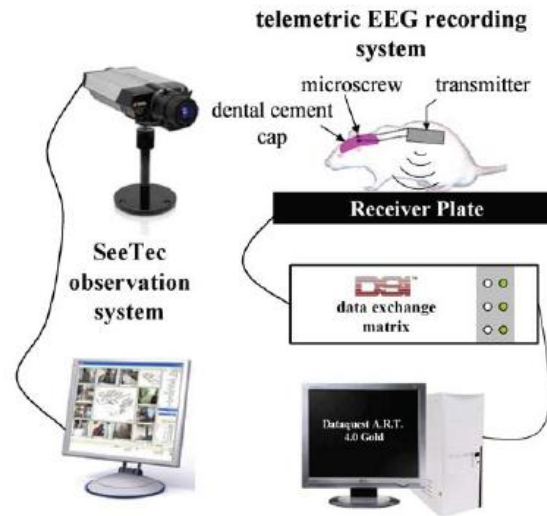 telemetric EEG recording
system
microscrew
transmitter
dental cement
cap
Receiver Plate
SeeTec
observation
system
DSI™
data exchange
matrix
Dataquest A.R.T.
4.0 Gold